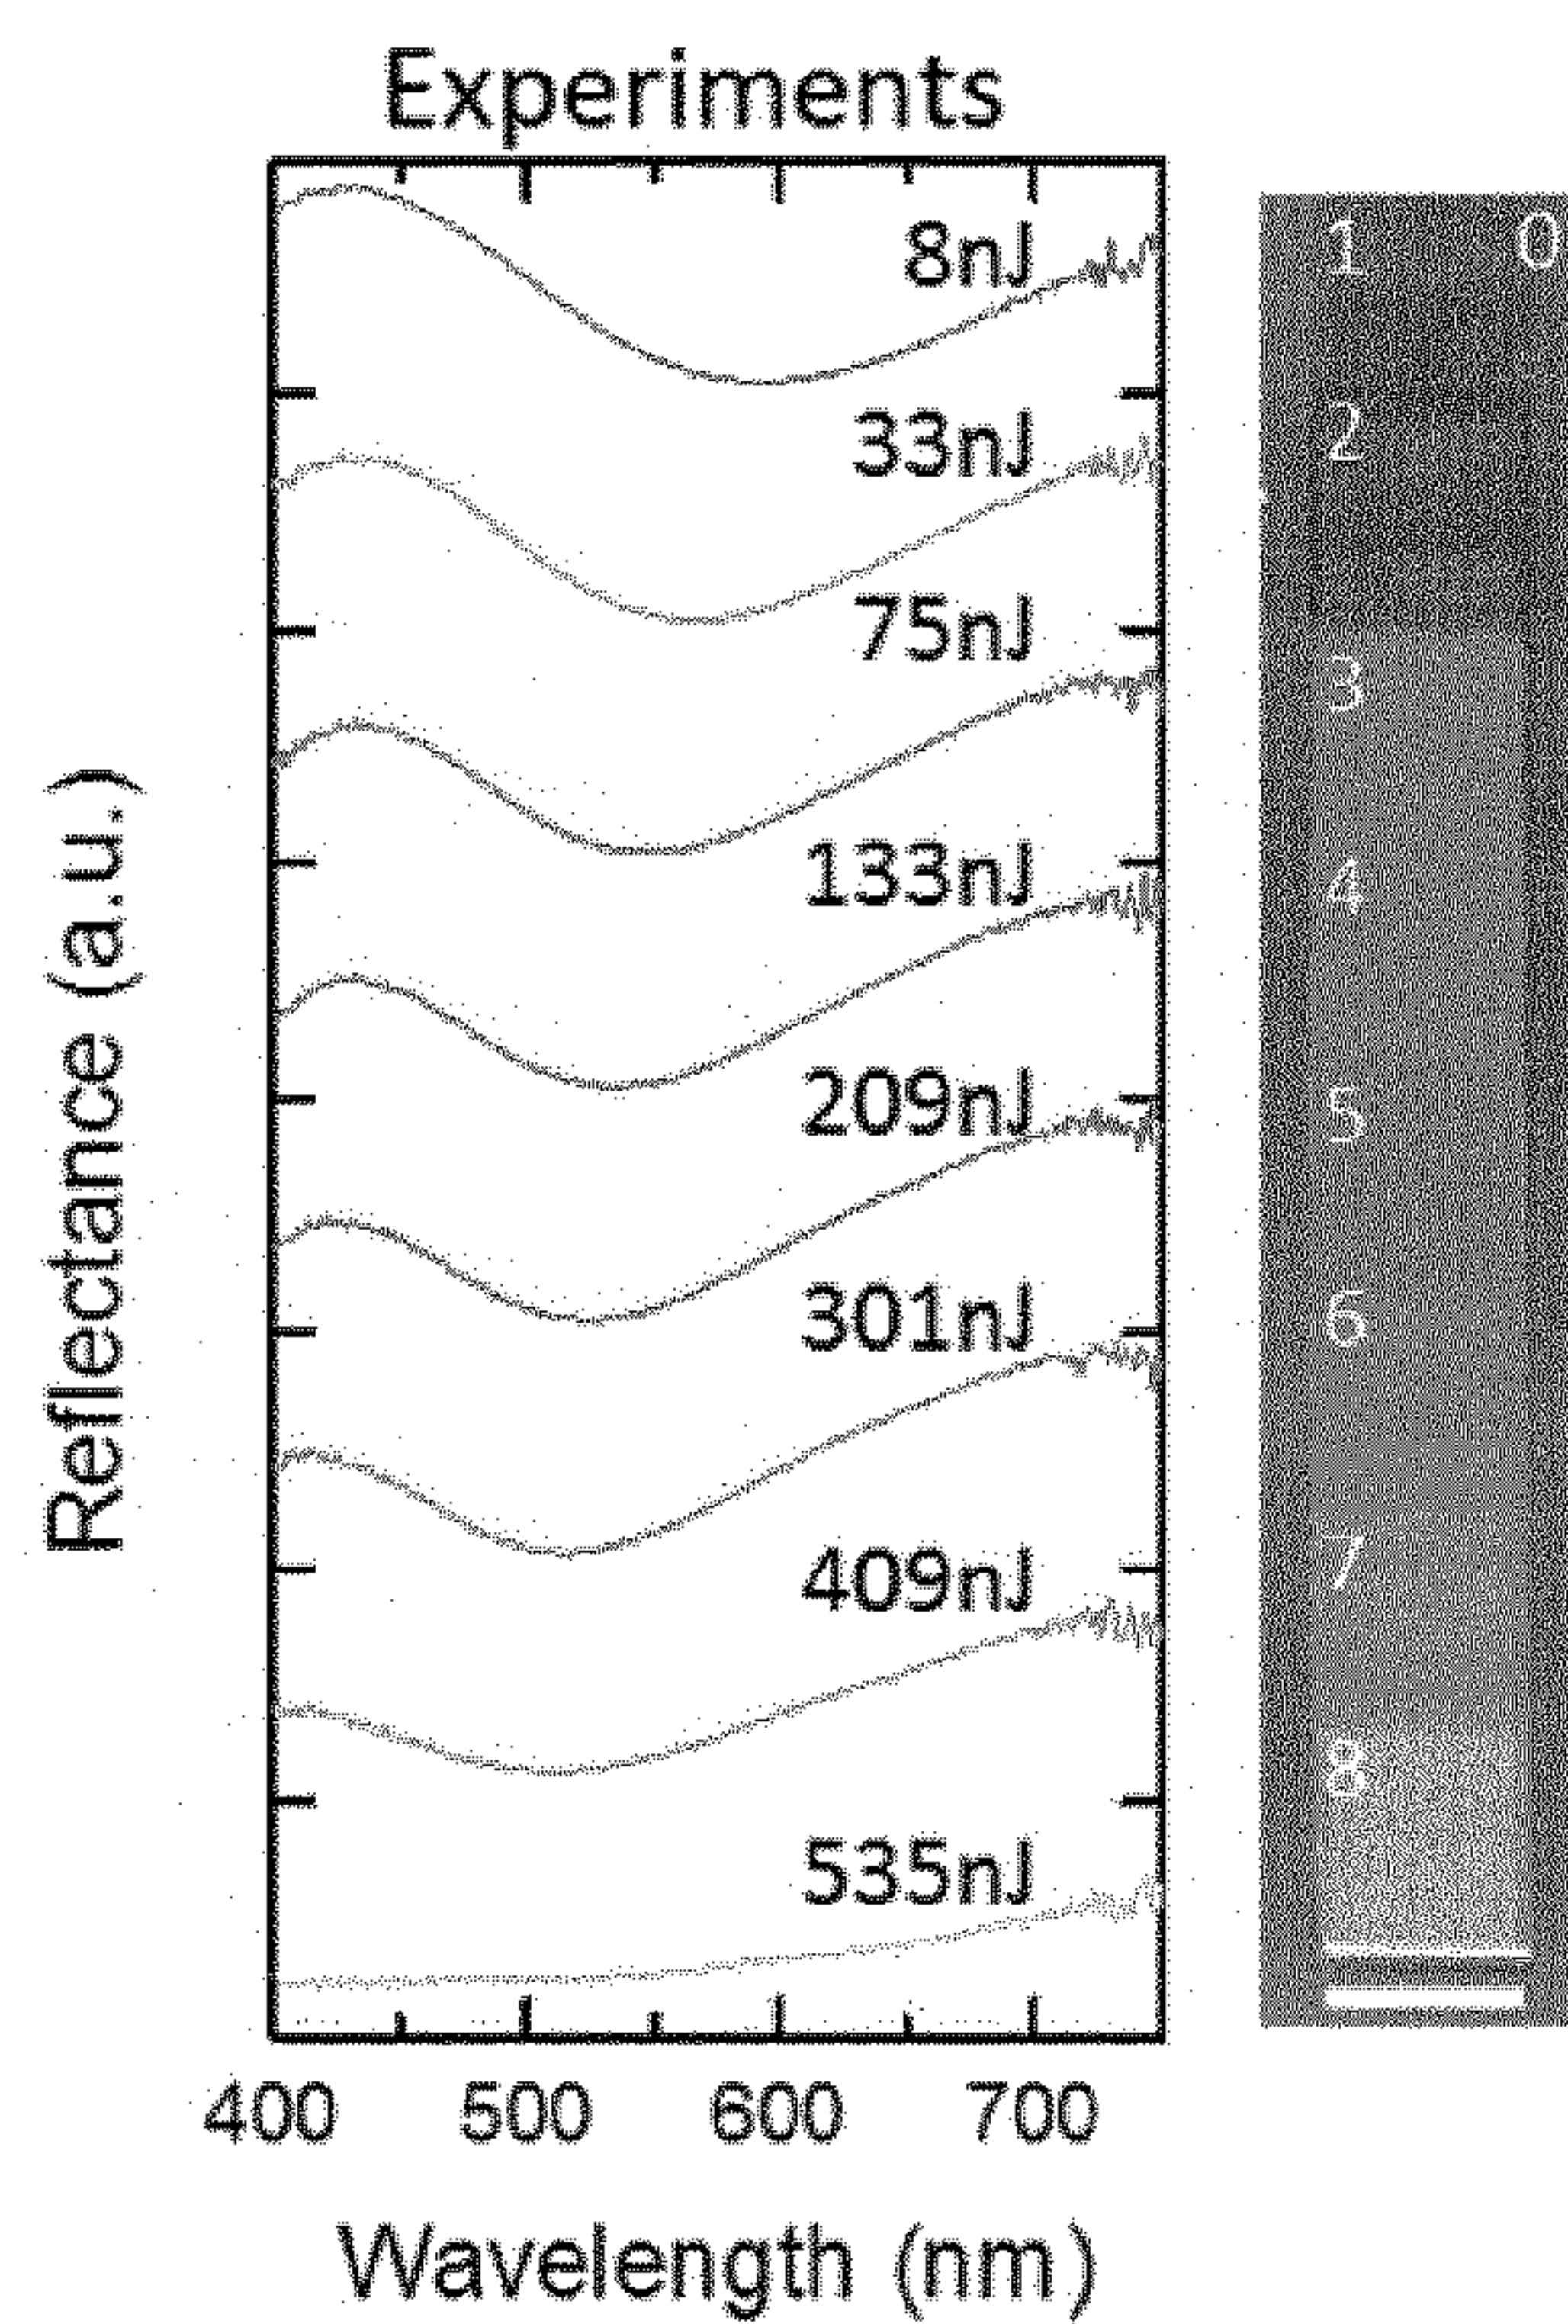 Experiments
8nJ
33nJ
75nJ
133nJ
209nJ
301nJ
409nJ
535nJ
Reflectance (a.u.)
400 500 600 700
Wavelength (nm)
1 0
2
3
4
5
6
7
8